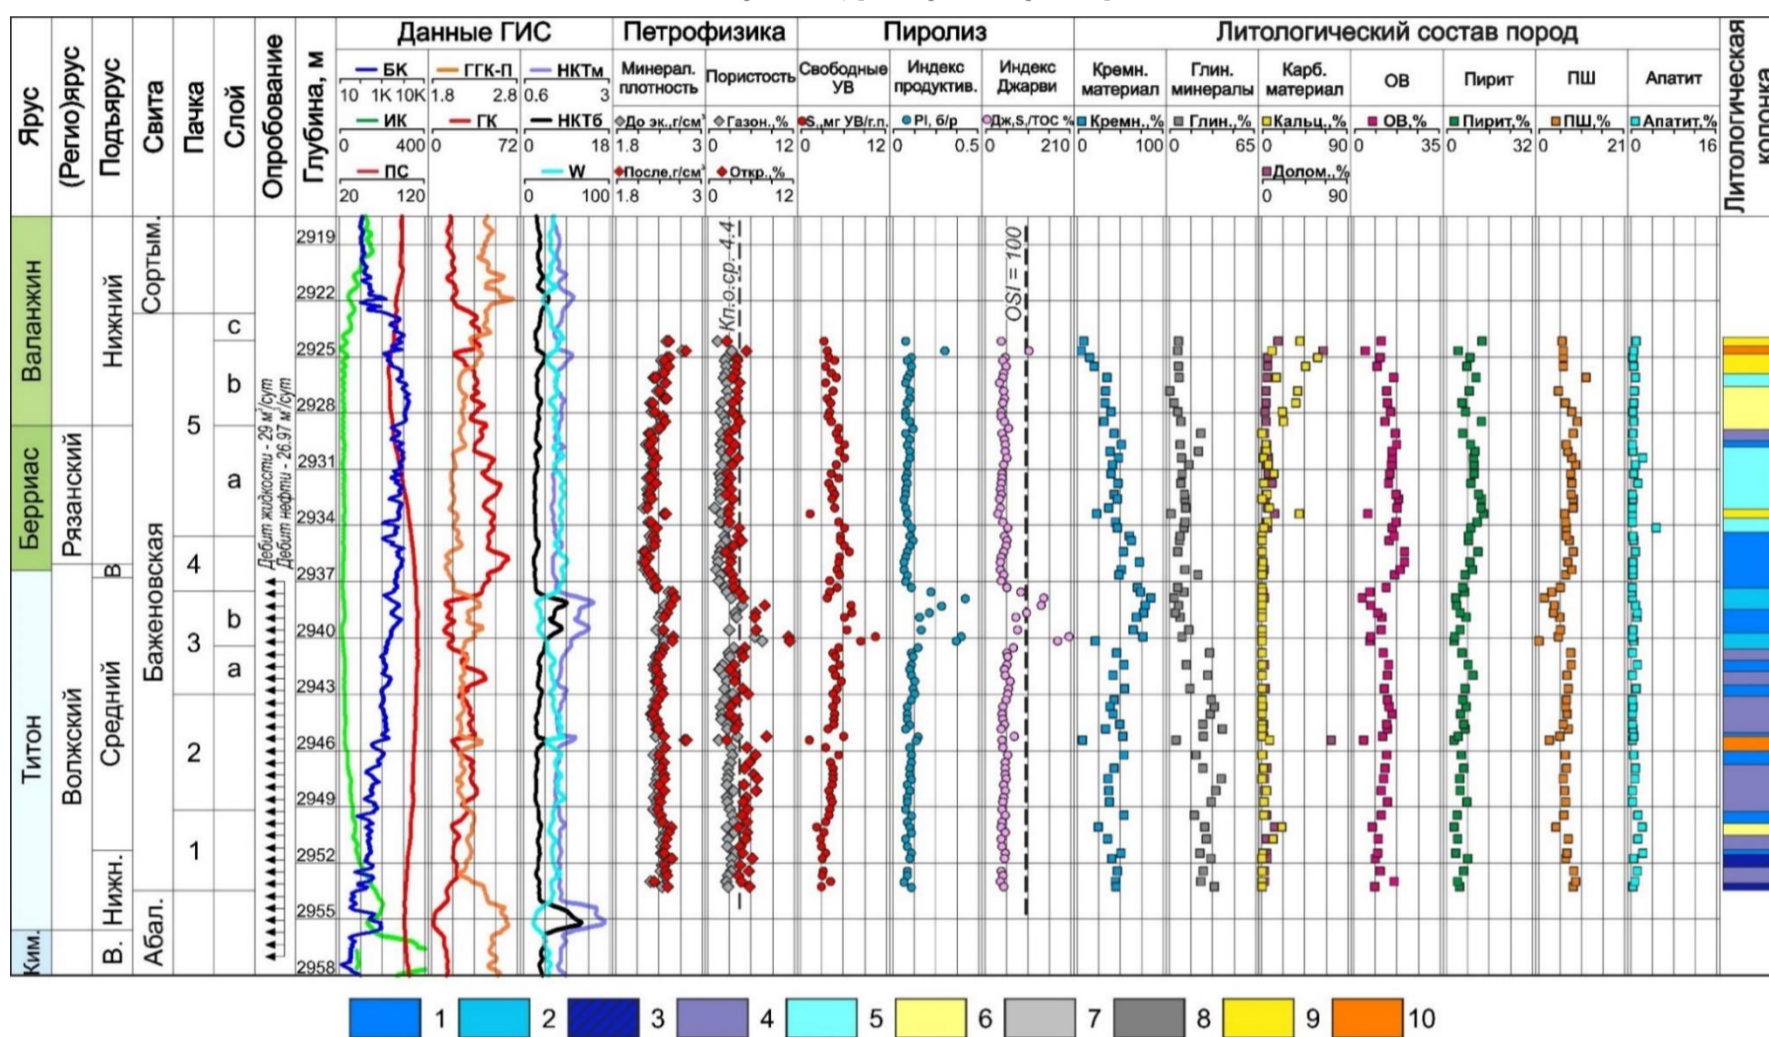 Данные ГИС
Петрофизика
Пиролиз
Литологический состав пород
Ярус
(Регио)ярус
Подъярус
Свита
Пачка
Слой
Опробование
Глубина, м
Литологическая колонка
БК
10 1К 10К
ИК
0 400
ПС
20 120
ГГК-П
1.8 2.8
ГК
0 72
НКТм
0.6 3
НКТб
0 18
W
0 100
Минерал. плотность
До эк.,г/см³
1.8 3
После,г/см³
1.8 3
Пористость
Газон.,%
0 12
Откр.,%
0 12
Свободные УВ
S₁,мг УВ/г.п.
0 12
Индекс продуктив.
PI, б/р
0 0.5
Индекс Джарви
Дж,S₁/ТОС %
0 210
Кремн. материал
Кремн.,%
0 100
Глин. минералы
Глин.,%
0 65
Карб. материал
Кальц.,%
0 90
Долом.,%
0 90
ОВ
ОВ,%
0 35
Пирит
Пирит,%
0 32
ПШ
ПШ,%
0 21
Апатит
Апатит,%
0 16
Валанжин
Берриас
Титон
Ким.
Рязанский
Волжский
Нижний
В
Средний
Нижн.
В.
Сортым.
Баженовская
Абал.
5
4
3
2
1
c
b
a
b
a
Дебит жидкости - 29 м³/сут
Дебит нефти - 26.97 м³/сут
2919
2922
2925
2928
2931
2934
2937
2940
2943
2946
2949
2952
2955
2958
Кп.о.ср.-4.4
OSI = 100
1 2 3 4 5 6 7 8 9 10